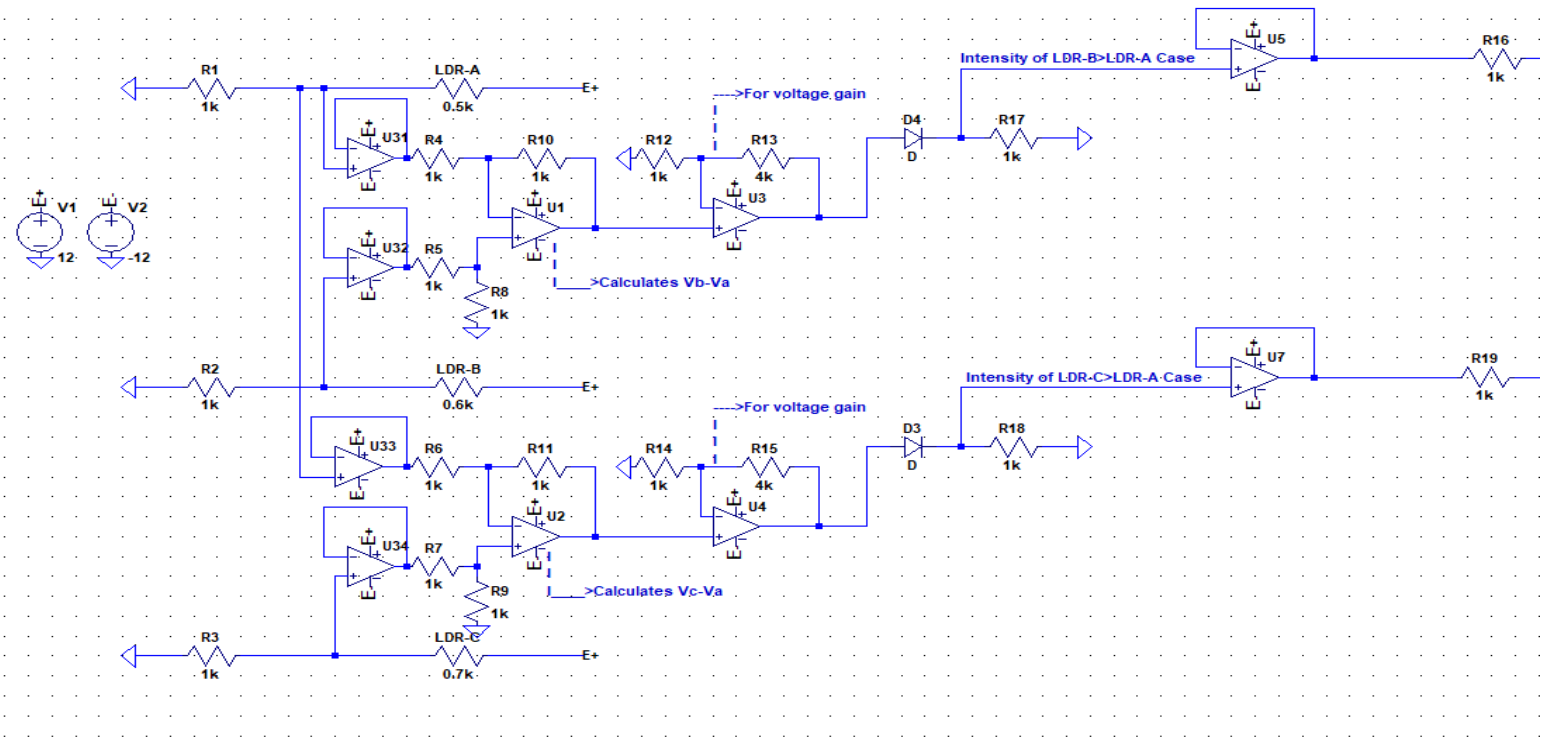 E+
U5
E
R16
1k
Intensity of LDR-B>LDR-A Case
R1
1k
LDR-A
0.5k
E+
---->For voltage gain
E+
U31
E
R4
1k
R10
1k
R12
1k
R13
4k
D4
D
R17
1k
E+
V1
12
E-
V2
-12
E+
U32
E
R5
1k
E+
U1
E
E+
U3
E
>Calculates Vb-Va
R8
1k
R2
1k
LDR-B
0.6k
E+
E+
U7
E
R19
1k
Intensity of LDR-C>LDR-A Case
---->For voltage gain
E+
U33
E
R6
1k
R11
1k
R14
1k
R15
4k
D3
D
R18
1k
E+
U34
E
R7
1k
E+
U2
E
E+
U4
E
>Calculates Vc-Va
R9
1k
R3
1k
LDR-C
0.7k
E+